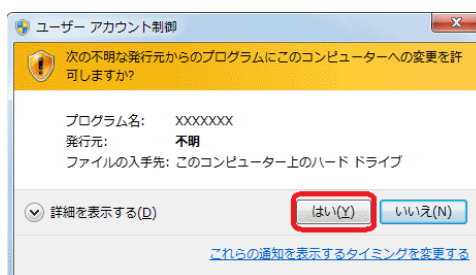 ユーザー アカウント制御
次の不明な発行元からのプログラムにこのコンピューターへの変更を許
可しますか?
プログラム名: XXXXXXX
発行元: 不明
ファイルの入手先: このコンピューター上のハード ドライブ
詳細を表示する(D) はい(Y) いいえ(N)
これらの通知を表示するタイミングを変更する